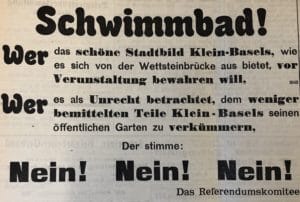 Schwimmbad!
Wer das schöne Stadtbild Klein-Basels, wie
es sich von der Wettsteinbrücke aus bietet, vor
Verunstaltung bewahren will,
Wer es als Unrecht betrachtet, dem weniger
bemittelten Teile Klein-Basels seinen
öffentlichen Garten zu verkümmern,
Der stimme:
Nein! Nein! Nein!
Das Referendumskomitee